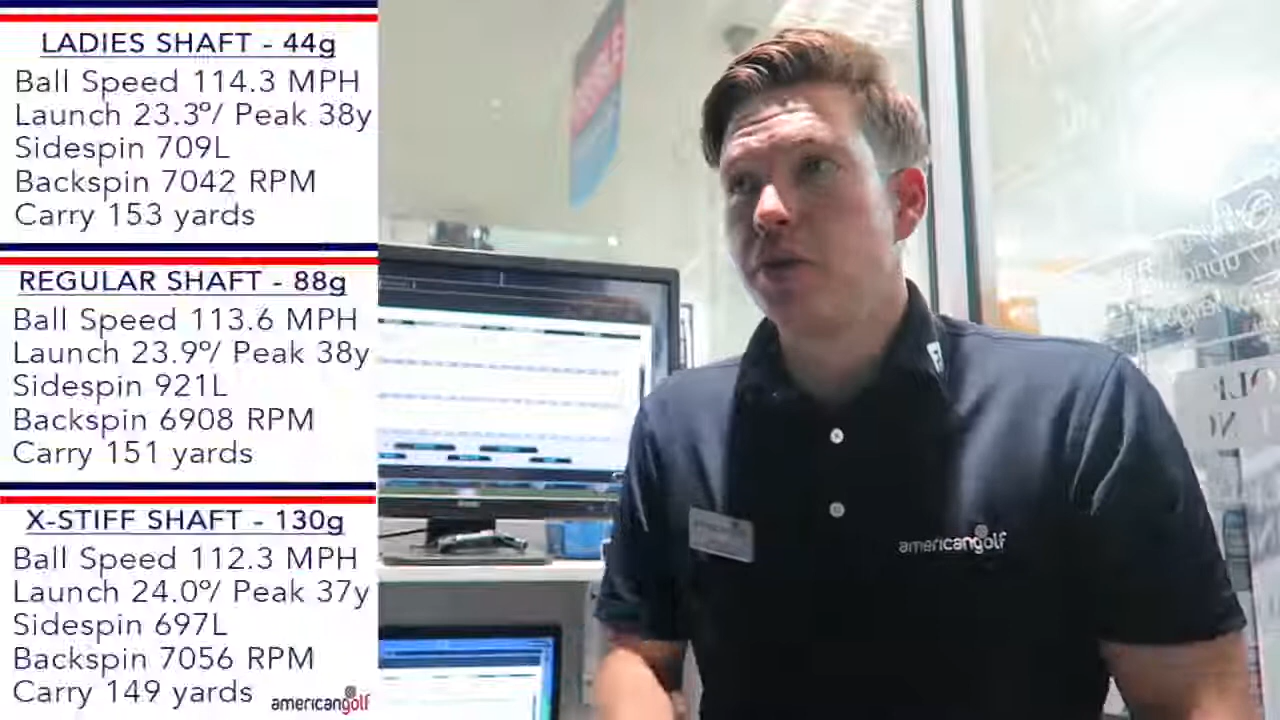 LADIES SHAFT - 44g
Ball Speed 114.3 MPH
Launch 23.3º/ Peak 38y
Sidespin 709L
Backspin 7042 RPM
Carry 153 yards
REGULAR SHAFT - 88g
Ball Speed 113.6 MPH
Launch 23.9º/ Peak 38y
Sidespin 921L
Backspin 6908 RPM
Carry 151 yards
X-STIFF SHAFT - 130g
Ball Speed 112.3 MPH
Launch 24.0º/ Peak 37y
Sidespin 697L
Backspin 7056 RPM
Carry 149 yards
americangolf
americangolf